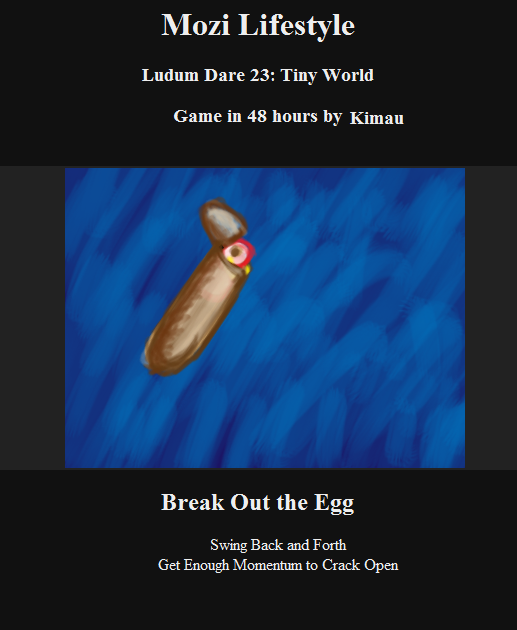 Mozi Lifestyle
Ludum Dare 23: Tiny World
Game in 48 hours by Kimau
Break Out the Egg
Swing Back and Forth
Get Enough Momentum to Crack Open